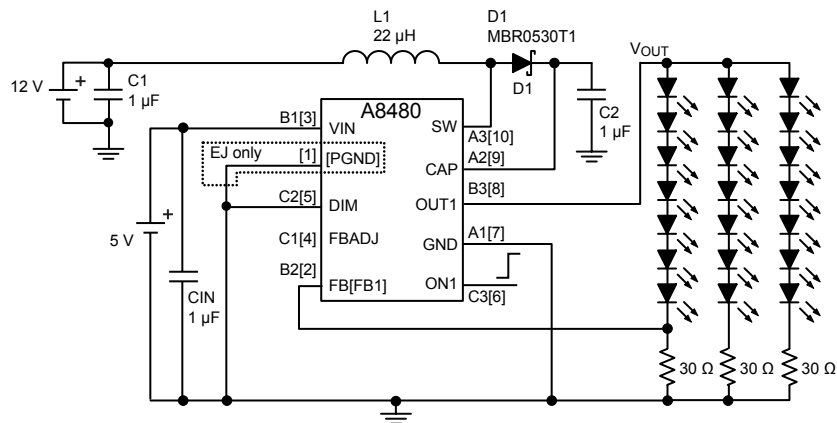 L1
22 µH
D1
MBR0530T1
VOUT
12 V
+
C1
1 µF
D1
C2
1 µF
A8480
B1[3]
VIN
SW
A3[10]
EJ only
[1]
[PGND]
CAP
A2[9]
C2[5]
DIM
OUT1
B3[8]
5 V
+
C1[4]
FBADJ
GND
A1[7]
B2[2]
FB[FB1]
ON1
C3[6]
CIN
1 µF
30 Ω
30 Ω
30 Ω